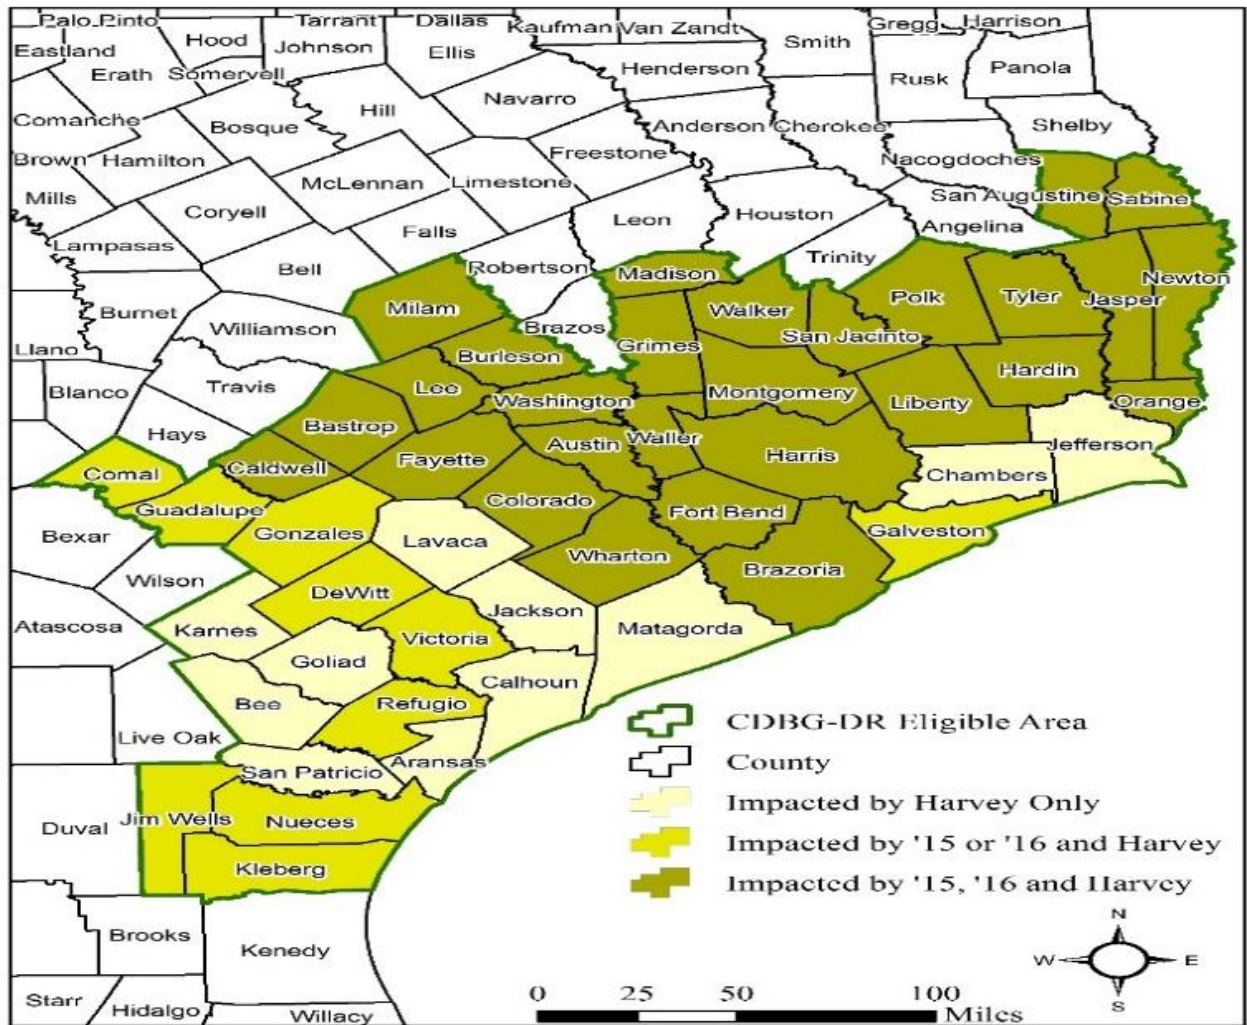 Palo Pinto
Tarrant
Dallas
Kaufman
Van Zandt
Gregg
Harrison
Eastland
Hood
Johnson
Ellis
Smith
Erath
Somervell
Henderson
Rusk
Panola
Comanche
Bosque
Hill
Navarro
Anderson
Cherokee
Shelby
Brown
Hamilton
McLennan
Limestone
Freestone
Nacogdoches
Mills
Coryell
Falls
Leon
Houston
San Augustine
Sabine
Lampasas
Bell
Robertson
Madison
Trinity
Angelina
Newton
Burnet
Williamson
Milam
Brazos
Grimes
Walker
San Jacinto
Polk
Tyler
Jasper
Llano
Blanco
Travis
Lee
Burleson
Washington
Montgomery
Liberty
Hardin
Orange
Hays
Bastrop
Comal
Caldwell
Fayette
Austin
Waller
Harris
Chambers
Jefferson
Guadalupe
Gonzales
Colorado
Fort Bend
Galveston
Bexar
Lavaca
Wharton
Brazoria
Wilson
DeWitt
Jackson
Atascosa
Karnes
Victoria
Matagorda
Goliad
Calhoun
Bee
Refugio
Live Oak
San Patricio
Aransas
Duval
Jim Wells
Nueces
Kleberg
Brooks
Kenedy
Starr
Hidalgo
Willacy
CDBG-DR Eligible Area
County
Impacted by Harvey Only
Impacted by '15 or '16 and Harvey
Impacted by '15, '16 and Harvey
N
W E
S
0 25 50 100
Miles